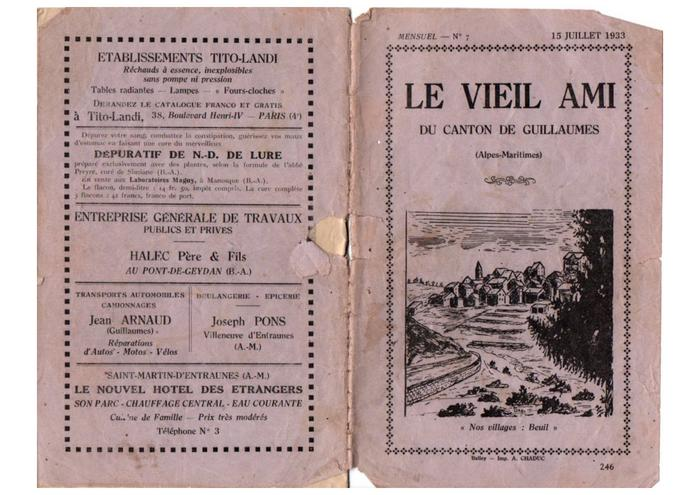 ETABLISSEMENTS TITO-LANDI
Réchauds à essence, inexplosibles
sans pompe ni pression
Tables radiantes — Lampes — « Fours-cloches »
DEMANDEZ LE CATALOGUE FRANCO ET GRATIS
à Tito-Landi, 38, Boulevard Henri-IV — PARIS (4e)
Dépurez votre sang, combattez la constipation, guérissez vos maux
d'estomac en faisant une cure du merveilleux
DÉPURATIF DE N.-D. DE LURE
préparé exclusivement avec des plantes, selon la formule de l'abbé
Preyre, curé de Simiane (B.-A.).
En vente aux Laboratoires Maguy, à Manosque (B.-A.).
Le flacon, demi-litre : 14 fr. 50, impôt compris. La cure complète
3 flacons : 42 francs, franco de port.
ENTREPRISE GÉNÉRALE DE TRAVAUX
PUBLICS ET PRIVES
HALEC Père & Fils
AU PONT-DE-GEYDAN (B.-A.)
TRANSPORTS AUTOMOBILES
CAMIONNAGES
Jean ARNAUD
(Guillaumes)
Réparations
d'Autos - Motos - Vélos
BOULANGERIE - EPICERIE
Joseph PONS
Villeneuve d'Entraunes
(A.-M.)
SAINT-MARTIN-D'ENTRAUNES (A.-M.)
LE NOUVEL HOTEL DES ETRANGERS
SON PARC - CHAUFFAGE CENTRAL - EAU COURANTE
de Famille — Prix très modérés
Téléphone N° 3
MENSUEL — N° 7
15 JUILLET 1933
LE VIEIL AMI
DU CANTON DE GUILLAUMES
(Alpes-Maritimes)
« Nos villages : Beuil »
Belley — Imp. A. CHADUC
246